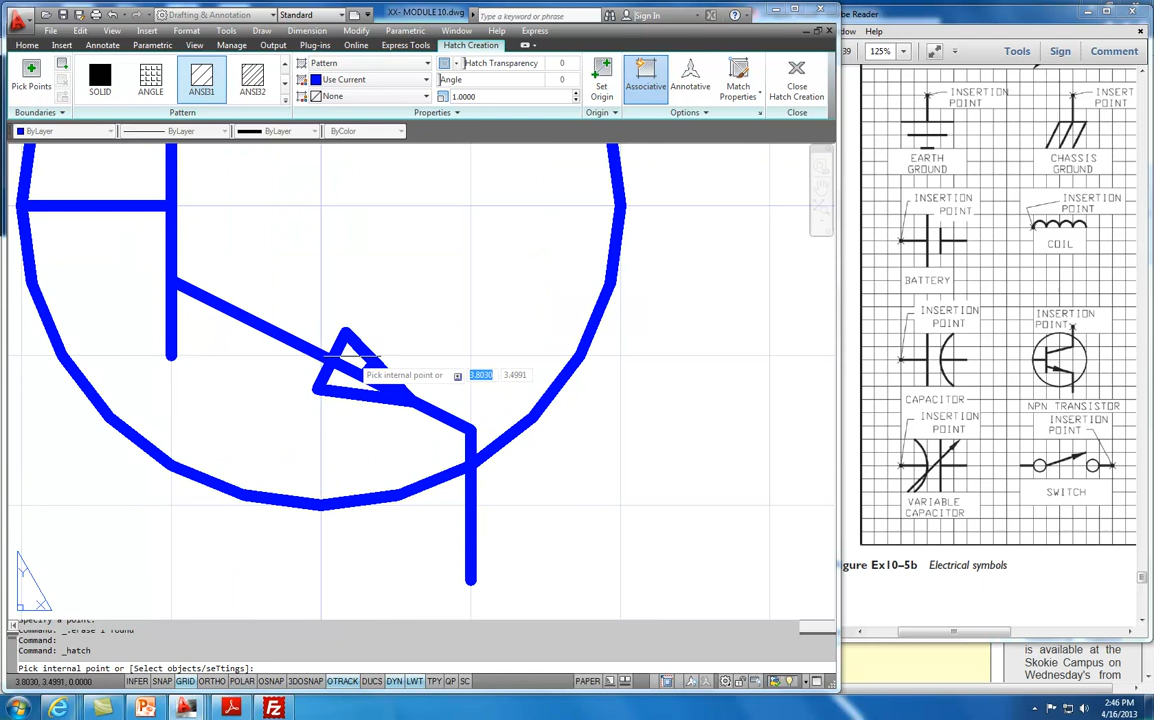 Drafting & Annotation
Standard
XX- MODULE 10.dwg
Type a keyword or phrase
Sign In
File Edit View Insert Format Tools Draw Dimension Modify Parametric Window Help Express
Home Insert Annotate Parametric View Manage Output Plug-ins Online Express Tools Hatch Creation
Pick Points
SOLID ANGLE ANSI31 ANSI32
Pattern
Use Current
None
Hatch Transparency 0
Angle 0
1.0000
Set Origin
Associative
Annotative
Match Properties
Close Hatch Creation
Boundaries Pattern Properties Origin Options Close
ByLayer ByLayer ByLayer ByColor
Pick internal point or 3.8030 3.4991
Y
X
Command: _.erase 1 found
Command:
Command: _hatch
Pick internal point or [Select objects/seTtings]:
3.8030, 3.4991, 0.0000 INFER SNAP GRID ORTHO POLAR OSNAP 3DOSNAP OTRACK DUCS DYN LWT TPY QP SC PAPER
be Reader
w Help
39 125% Tools Sign Comment
INSERTION POINT
INSERT
POINT
EARTH GROUND
CHASSIS GROUND
INSERTION POINT
INSERTION POINT
BATTERY
COIL
INSERTION POINT
INSERTION POINT
CAPACITOR
NPN TRANSISTOR
INSERTION POINT
INSERTION POINT
VARIABLE CAPACITOR
SWITCH
gure Ex10–5b Electrical symbols
is available at the
Skokie Campus on
Wednesday's from
2:46 PM
4/16/2013